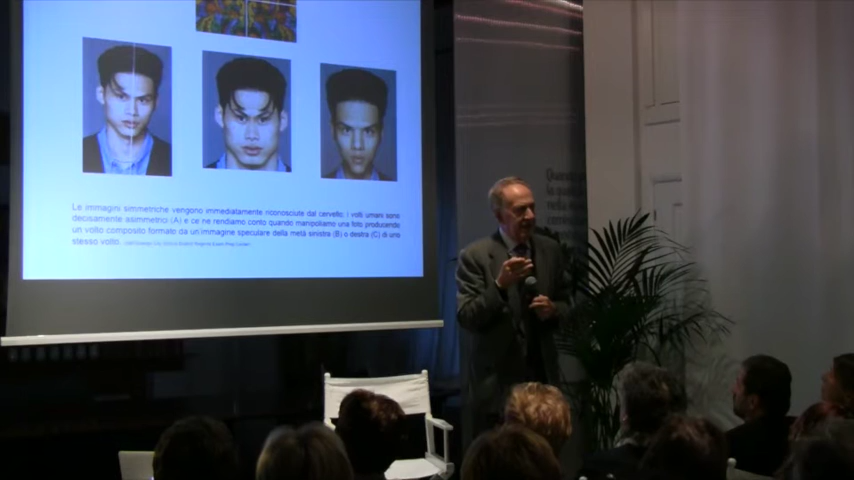 Le immagini simmetriche vengono immediatamente riconosciute dal cervello; i volti umani sono
decisamente asimmetrici (A) e ce ne rendiamo conto quando manipoliamo una foto producendo
un volto composito formato da un'immagine speculare della metà sinistra (B) o destra (C) di uno
stesso volto.
nella